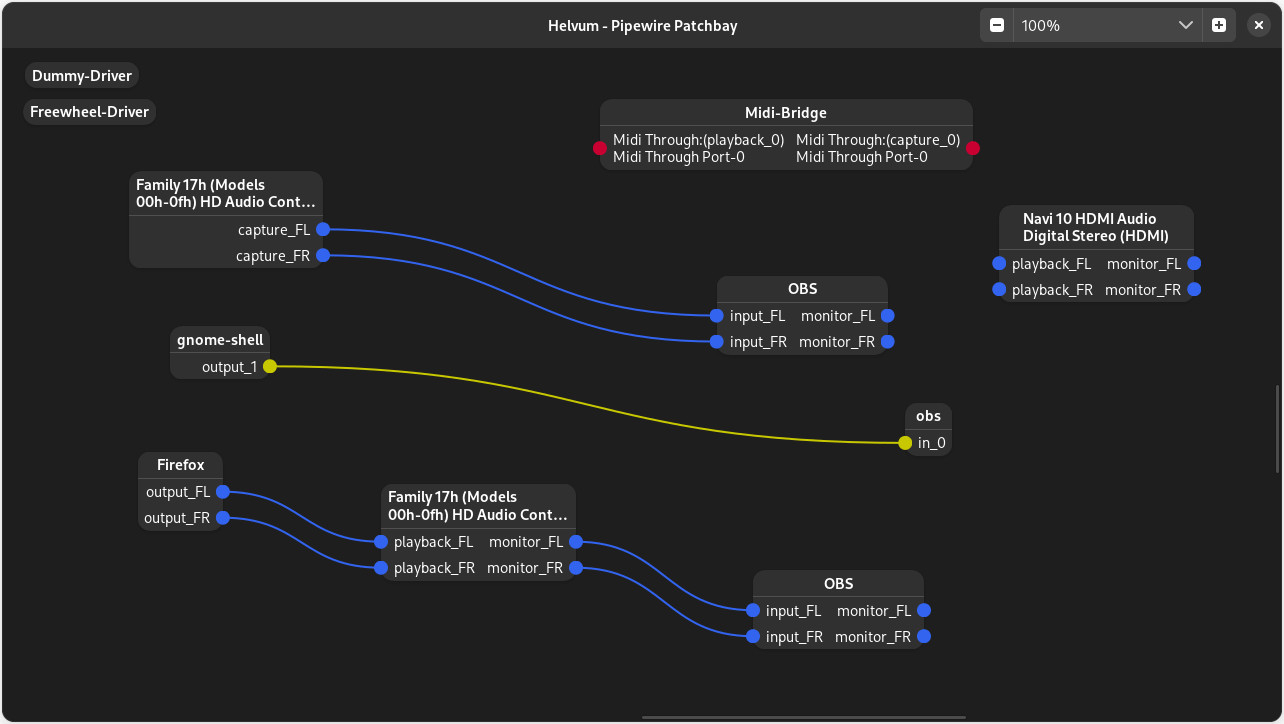 Helvum - Pipewire Patchbay
100%
Dummy-Driver
Freewheel-Driver
Midi-Bridge
Midi Through:(playback_0) Midi Through:(capture_0)
Midi Through Port-0 Midi Through Port-0
Family 17h (Models
00h-0fh) HD Audio Cont...
capture_FL
capture_FR
Navi 10 HDMI Audio
Digital Stereo (HDMI)
playback_FL monitor_FL
playback_FR monitor_FR
OBS
input_FL monitor_FL
input_FR monitor_FR
gnome-shell
output_1
obs
in_0
Firefox
output_FL
output_FR
Family 17h (Models
00h-0fh) HD Audio Cont...
playback_FL monitor_FL
playback_FR monitor_FR
OBS
input_FL monitor_FL
input_FR monitor_FR